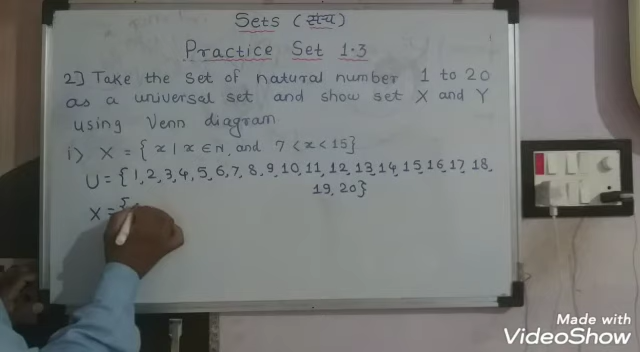 Sets (संच)
Practice Set 1.3
2] Take the set of natural number 1 to 20
as a universal set and show set X and Y
using Venn diagram
i) X = { x | x ∈ N, and 7 < x < 15}
U = { 1, 2, 3, 4, 5, 6, 7, 8, 9, 10, 11, 12, 13, 14, 15, 16, 17, 18,
19, 20}
X = {
Made with
VideoShow